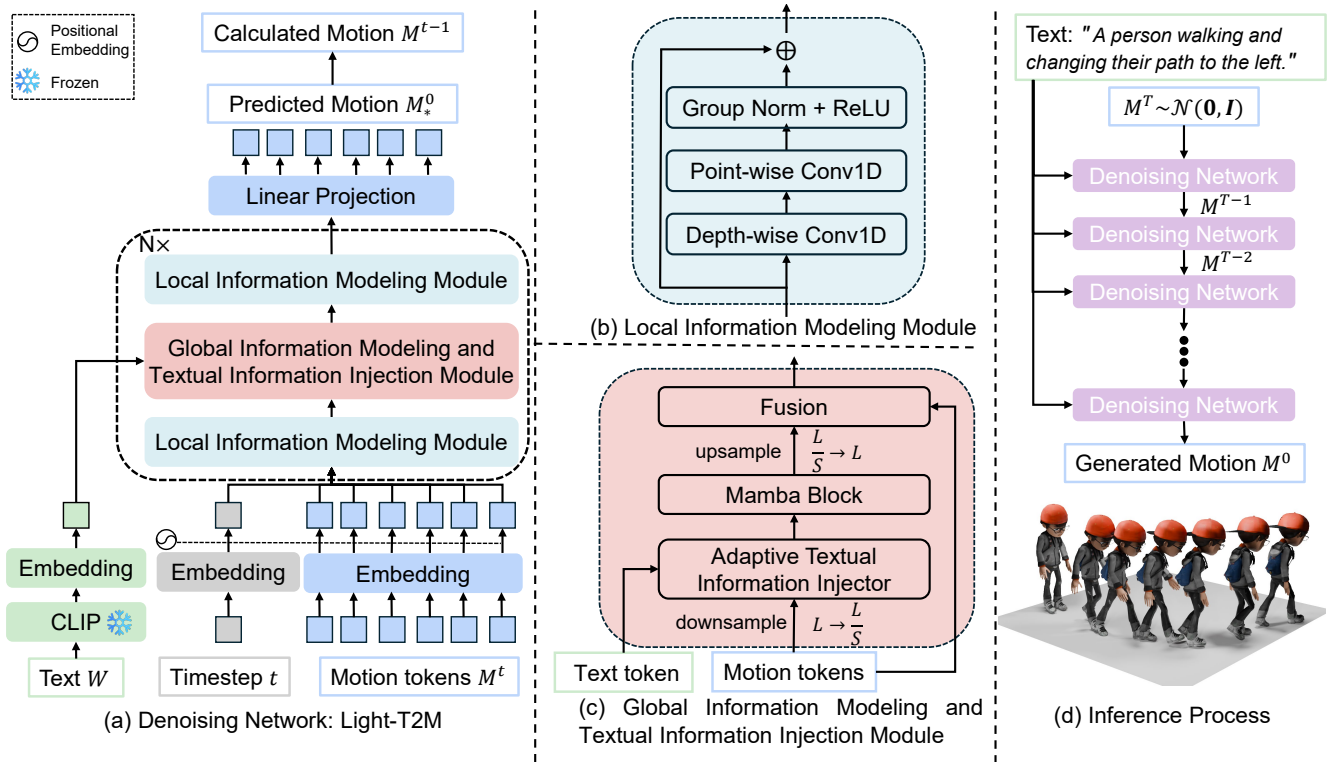 Positional
Embedding
Frozen
Calculated Motion M^{t−1}
Predicted Motion M_*^0
Linear Projection
N×
Local Information Modeling Module
Global Information Modeling and
Textual Information Injection Module
Local Information Modeling Module
Embedding
Embedding
Embedding
CLIP
Text W
Timestep t
Motion tokens M^t
(a) Denoising Network: Light-T2M
Group Norm + ReLU
Point-wise Conv1D
Depth-wise Conv1D
(b) Local Information Modeling Module
Fusion
upsample L/S → L
Mamba Block
Adaptive Textual
Information Injector
downsample L → L/S
Text token
Motion tokens
(c) Global Information Modeling and
Textual Information Injection Module
Text: "A person walking and
changing their path to the left."
M^T~𝒩(0, I)
Denoising Network
M^{T−1}
Denoising Network
M^{T−2}
Denoising Network
Denoising Network
Generated Motion M^0
(d) Inference Process